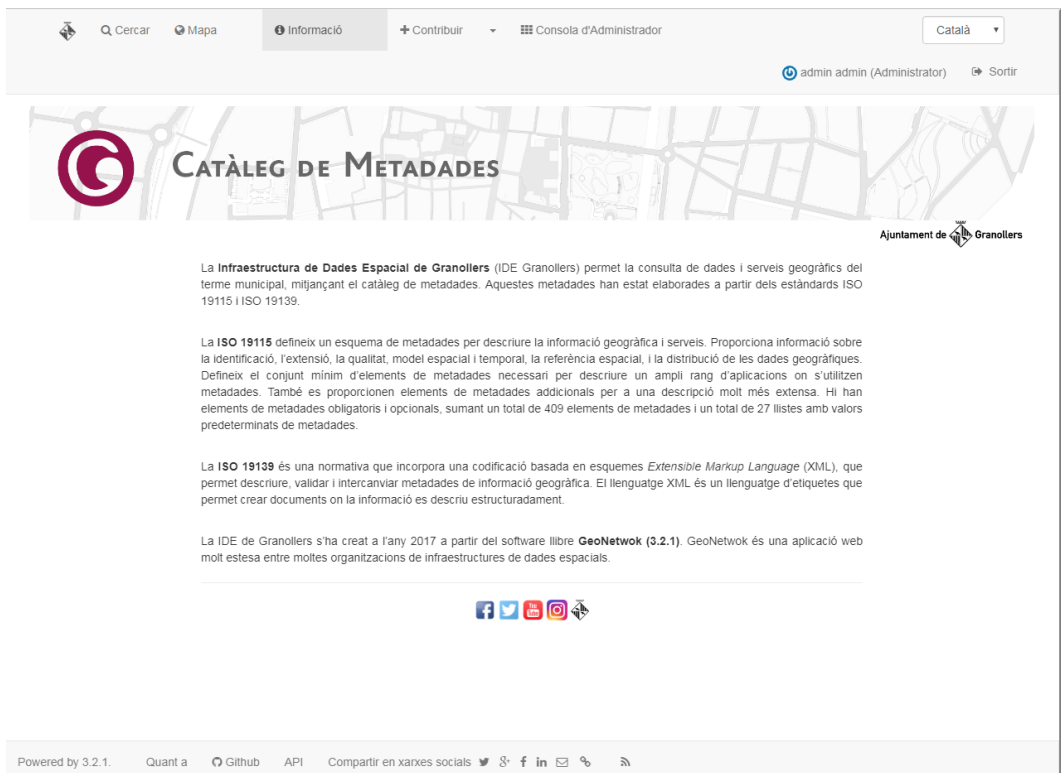 Cercar Mapa Informació Contribuir Consola d'Administrador Català
admin admin (Administrator) Sortir
CATÀLEG DE METADADES
Ajuntament de Granollers
La Infraestructura de Dades Espacial de Granollers (IDE Granollers) permet la consulta de dades i serveis geogràfics del
terme municipal, mitjançant el catàleg de metadades. Aquestes metadades han estat elaborades a partir dels estàndards ISO
19115 i ISO 19139.
La ISO 19115 defineix un esquema de metadades per descriure la informació geogràfica i serveis. Proporciona informació sobre
la identificació, l'extensió, la qualitat, model espacial i temporal, la referència espacial, i la distribució de les dades geogràfiques.
Defineix el conjunt mínim d'elements de metadades necessari per descriure un ampli rang d'aplicacions on s'utilitzen
metadades. També es proporcionen elements de metadades addicionals per a una descripció molt més extensa. Hi han
elements de metadades obligatoris i opcionals, sumant un total de 409 elements de metadades i un total de 27 llistes amb valors
predeterminats de metadades.
La ISO 19139 és una normativa que incorpora una codificació basada en esquemes Extensible Markup Language (XML), que
permet descriure, validar i intercanviar metadades de informació geogràfica. El llenguatge XML és un llenguatge d'etiquetes que
permet crear documents on la informació es descriu estructuradament.
La IDE de Granollers s'ha creat a l'any 2017 a partir del software llibre GeoNetwok (3.2.1). GeoNetwok és una aplicació web
molt estesa entre moltes organitzacions de infraestructures de dades espacials.
You Tube
Powered by 3.2.1. Quant a Github API Compartir en xarxes socials